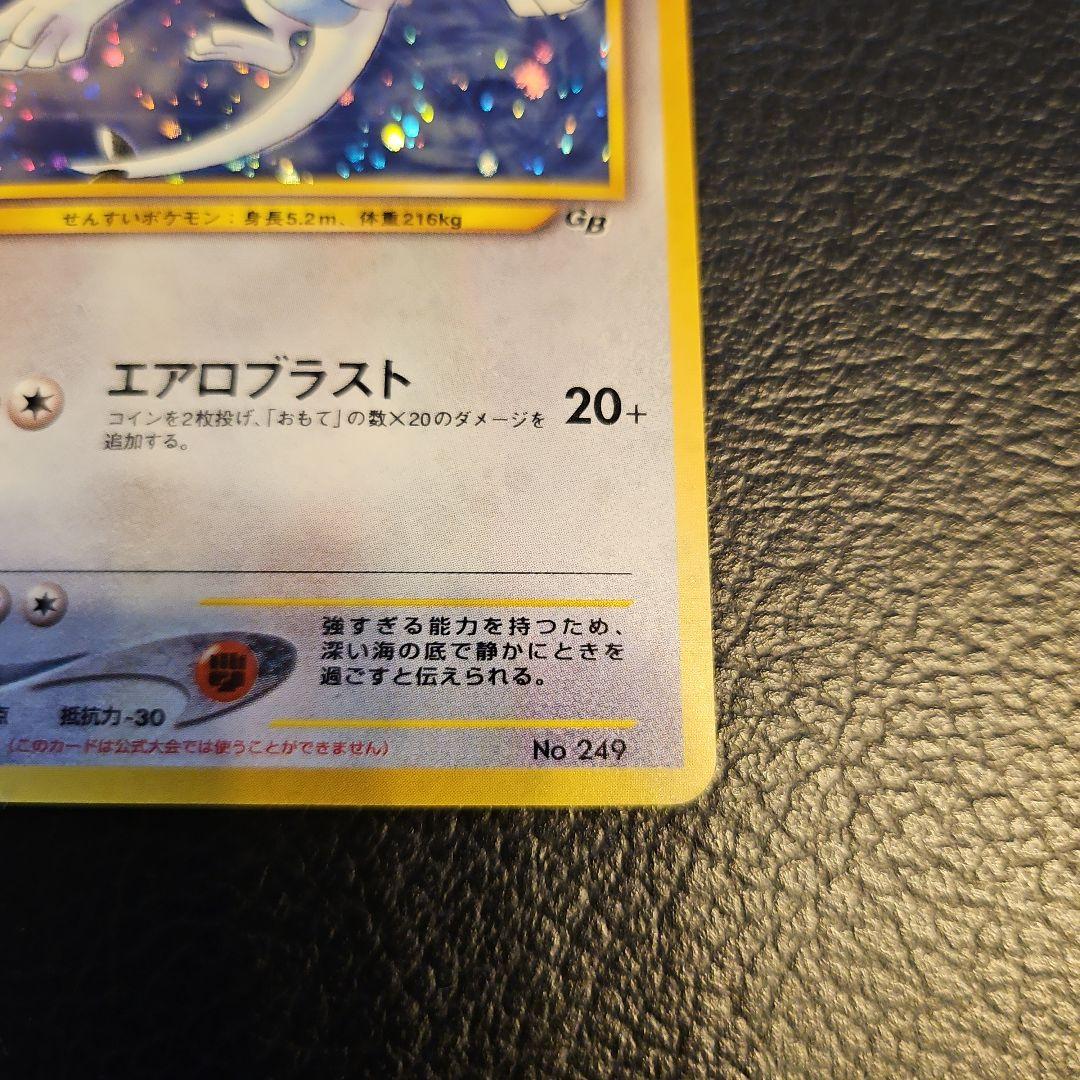 せんすいポケモン：身長5.2m、体重216kg
GB
エアロブラスト
20+
コインを2枚投げ、「おもて」の数×20のダメージを
追加する。
強すぎる能力を持つため、
深い海の底で静かにときを
過ごすと伝えられる。
抵抗力-30
(このカードは公式大会では使うことができません)
No 249